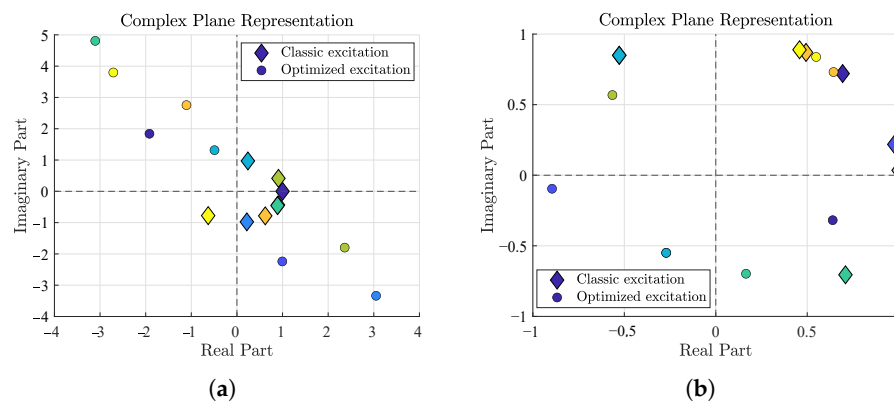 Complex Plane Representation
Complex Plane Representation
5
4
3
2
1
0
−1
−2
−3
−4
Imaginary Part
Classic excitation
Optimized excitation
−4
−3
−2
−1
0
1
2
3
4
Real Part
(a)
1
0.5
0
−0.5
−1
Imaginary Part
Classic excitation
Optimized excitation
−1
−0.5
0
0.5
Real Part
(b)